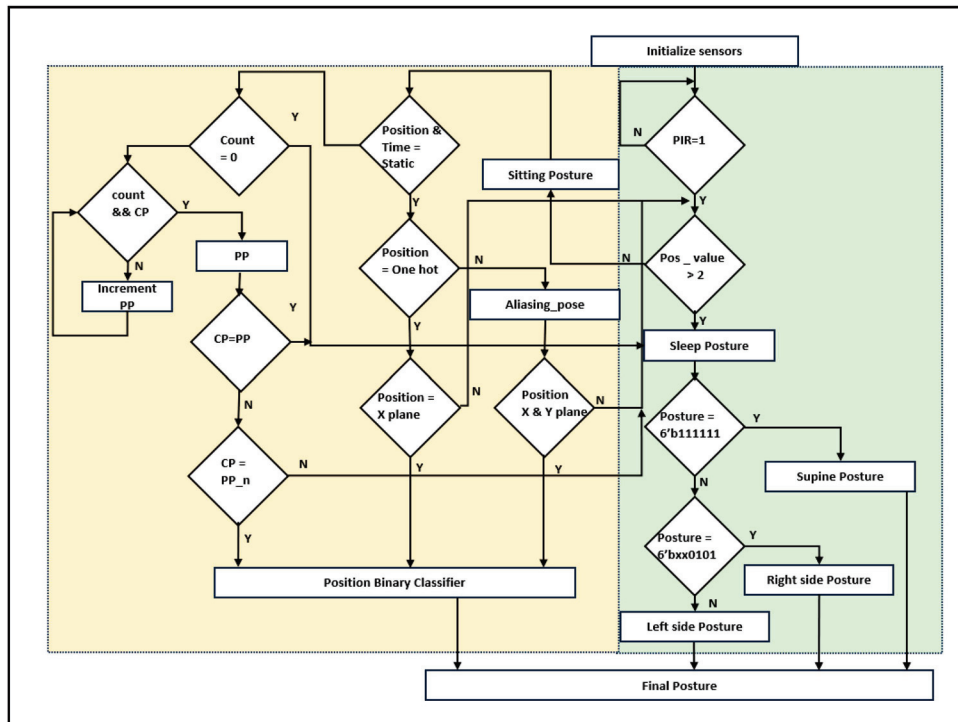 Initialize sensors
PIR=1
N
Y
Pos _ value
> 2
N
Y
Sleep Posture
Posture =
6'b111111
Y
N
Supine Posture
Posture =
6'bxx0101
Y
N
Right side Posture
Left side Posture
Sitting Posture
Position &
Time =
Static
Y
Position
= One hot
N
Y
Aliasing_pose
Position =
X plane
N
Y
Position
X & Y plane
N
Y
Count
= 0
Y
count
&& CP
Y
N
Increment
PP
PP
CP=PP
Y
N
CP =
PP_n
N
Y
Position Binary Classifier
Final Posture